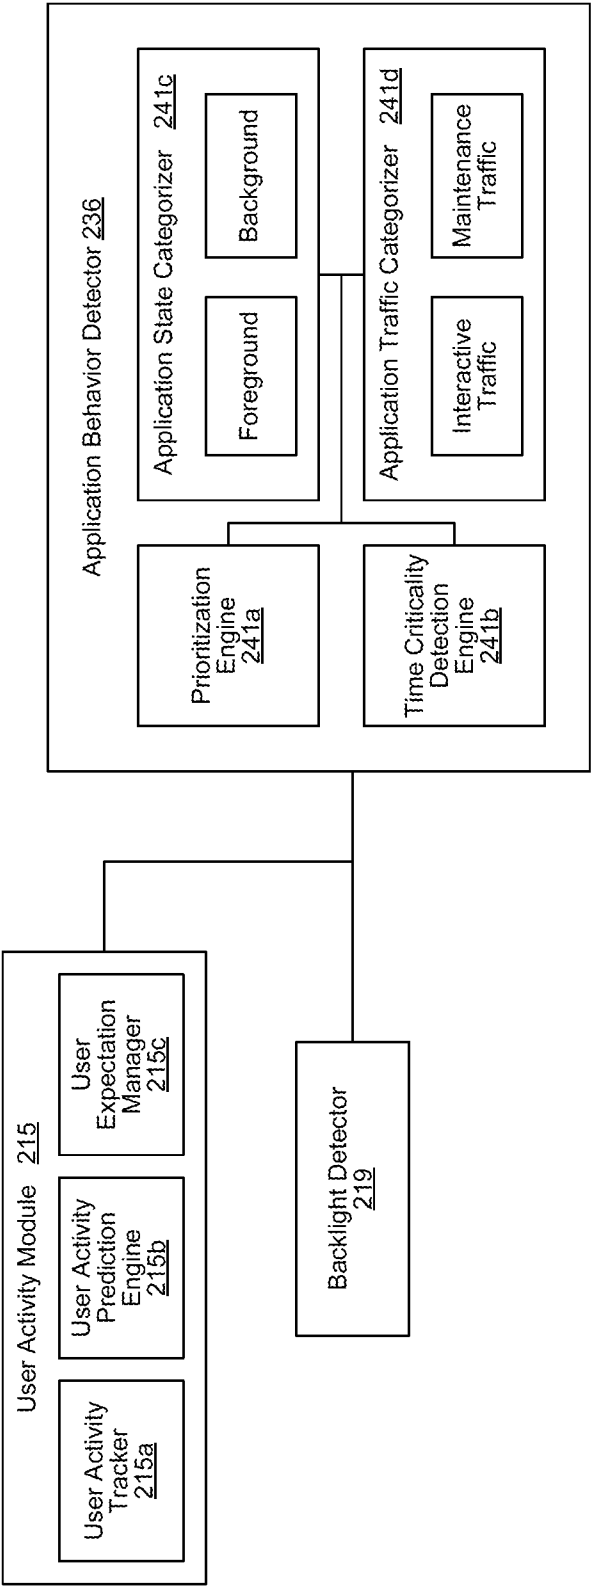 User Activity Module 215
User Activity
Tracker
215a
User Activity
Prediction
Engine
215b
User
Expectation
Manager
215c
Backlight Detector
219
Application Behavior Detector 236
Prioritization
Engine
241a
Time Criticality
Detection
Engine
241b
Application State Categorizer 241c
Foreground
Background
Application Traffic Categorizer 241d
Interactive
Traffic
Maintenance
Traffic